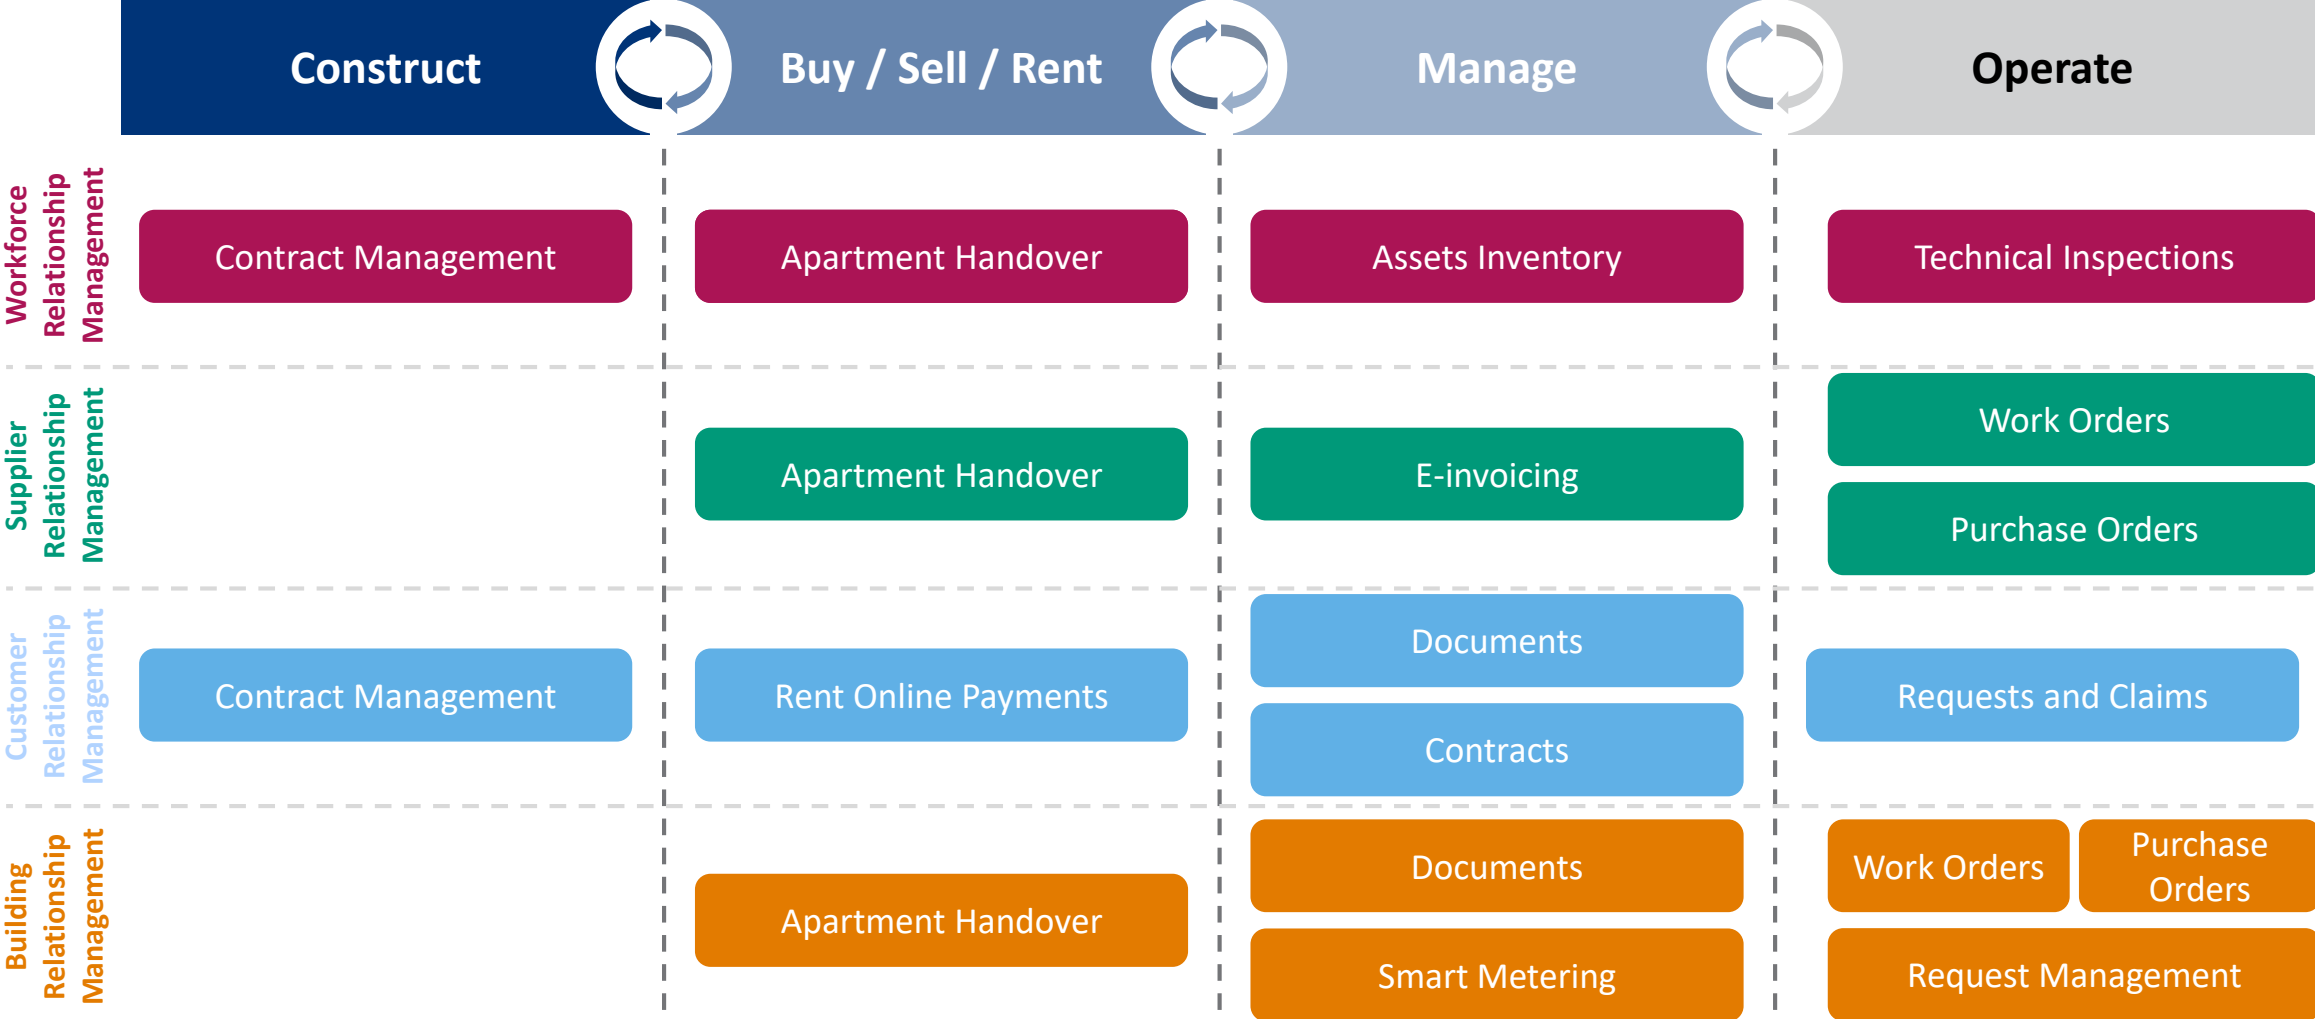 Construct
Buy / Sell / Rent
Manage
Operate
Workforce
Relationship
Management
Contract Management
Apartment Handover
Assets Inventory
Technical Inspections
Supplier
Relationship
Management
Apartment Handover
E-invoicing
Work Orders
Purchase Orders
Customer
Relationship
Management
Contract Management
Rent Online Payments
Documents
Contracts
Requests and Claims
Building
Relationship
Management
Apartment Handover
Documents
Smart Metering
Work Orders
Purchase
Orders
Request Management